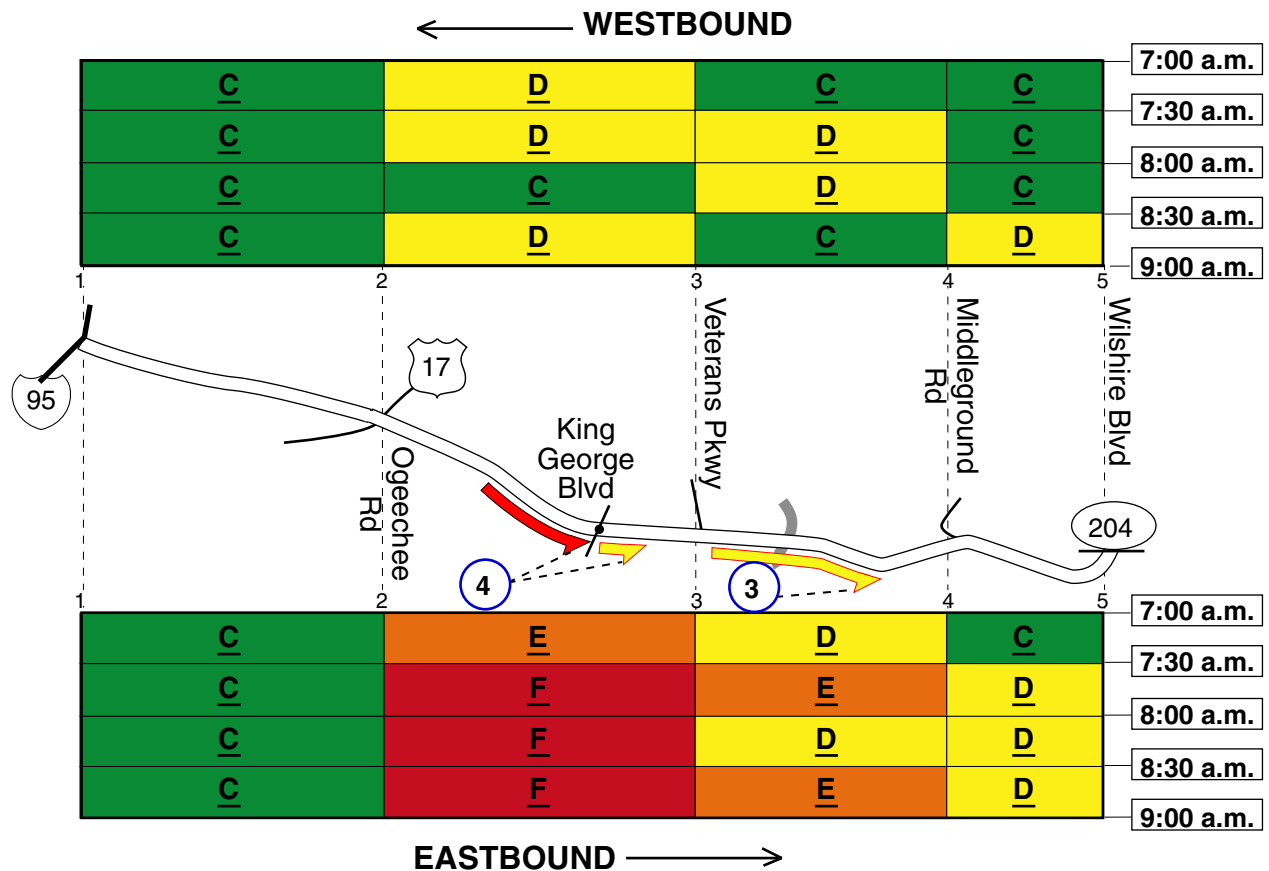 WESTBOUND
7:00 a.m.
C D C C
7:30 a.m.
C D D C
8:00 a.m.
C C D C
8:30 a.m.
C D C D
9:00 a.m.
1 2 3 4 5
95
17
Ogeechee
Rd
King
George
Blvd
Veterans Pkwy
Middleground
Rd
Wilshire Blvd
204
4
3
1 2 3 4 5
7:00 a.m.
C E D C
7:30 a.m.
C F E D
8:00 a.m.
C F D D
8:30 a.m.
C F E D
9:00 a.m.
EASTBOUND